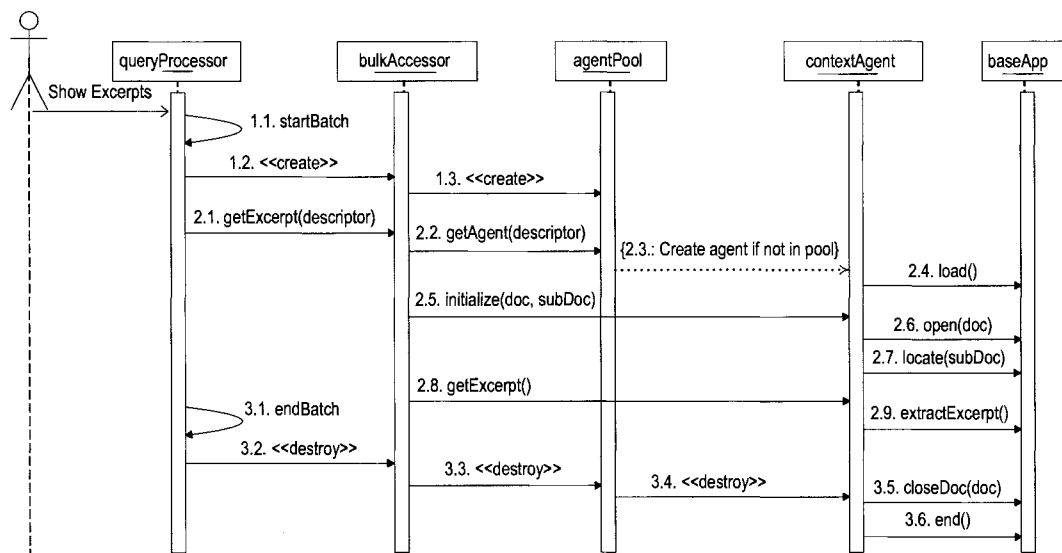 queryProcessor
bulkAccessor
agentPool
contextAgent
baseApp
Show Excerpts
1.1. startBatch
1.2. <<create>>
1.3. <<create>>
2.1. getExcerpt(descriptor)
2.2. getAgent(descriptor)
{2.3.: Create agent if not in pool}
2.4. load()
2.5. initialize(doc, subDoc)
2.6. open(doc)
2.7. locate(subDoc)
2.8. getExcerpt()
2.9. extractExcerpt()
3.1. endBatch
3.2. <<destroy>>
3.3. <<destroy>>
3.4. <<destroy>>
3.5. closeDoc(doc)
3.6. end()